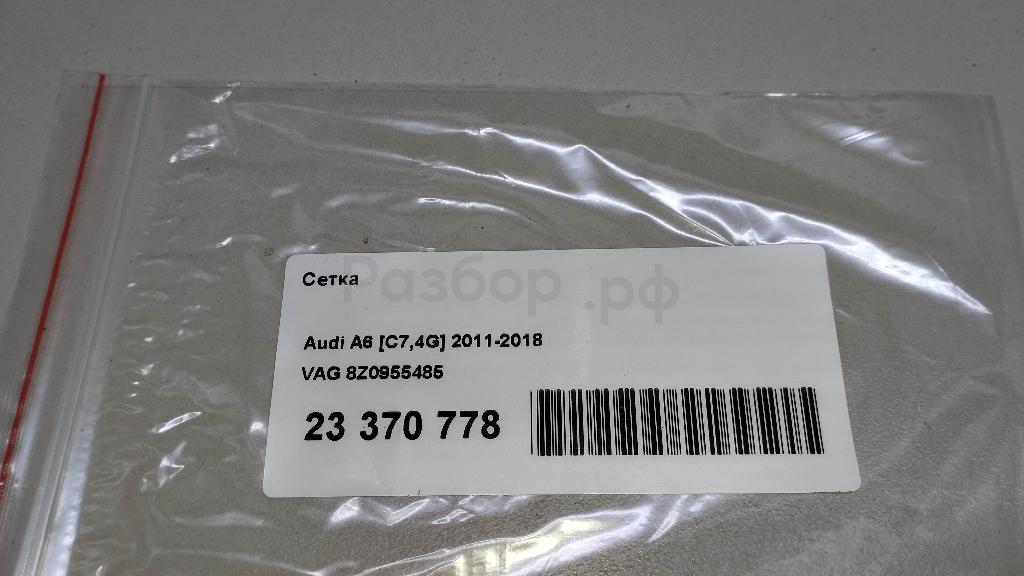 Разбор.рф
Сетка
Audi A6 [C7,4G] 2011-2018
VAG 8Z0955485
23 370 778